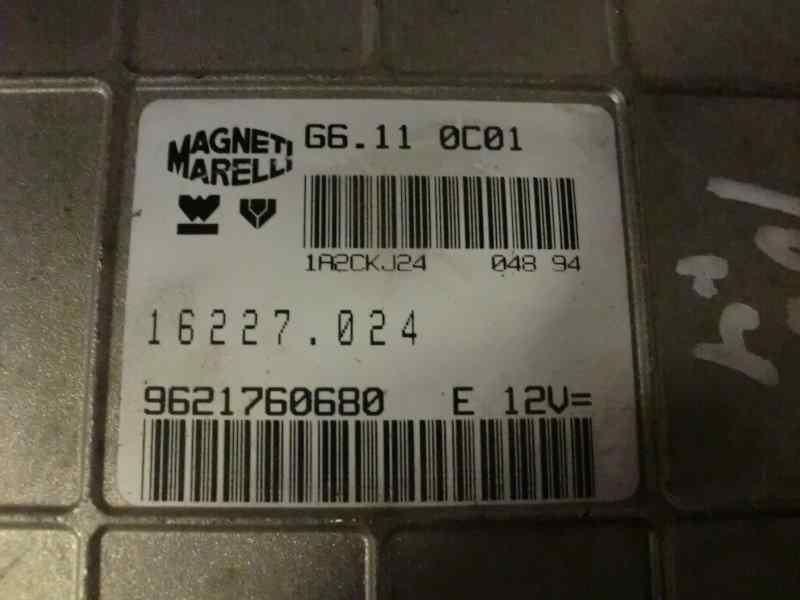 MAGNETI
MARELLI
G6.11 0C01
1A2CKJ24 048 94
16227.024
9621760680 E 12V=